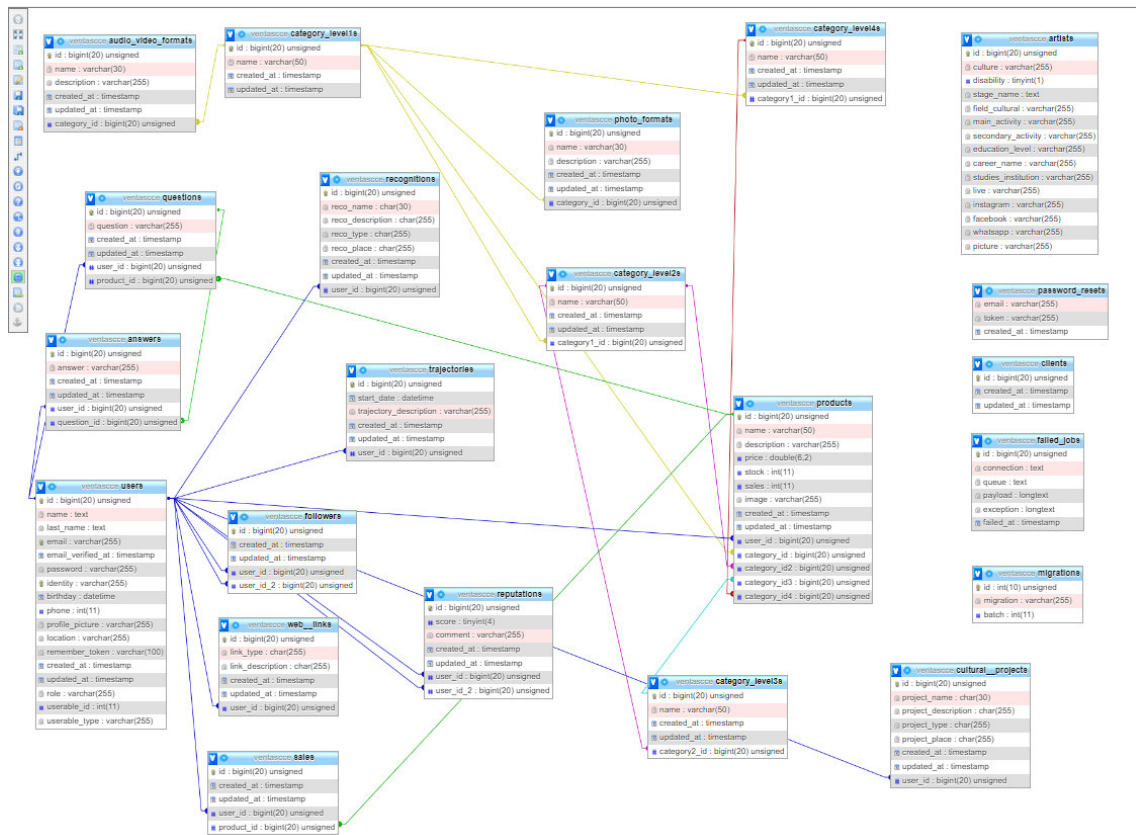 ventascce audio_video_formats
id : bigint(20) unsigned
name : varchar(30)
description : varchar(255)
created_at : timestamp
updated_at : timestamp
category_id : bigint(20) unsigned
ventascce category_level1s
id : bigint(20) unsigned
name : varchar(50)
created_at : timestamp
updated_at : timestamp
ventascce category_level4s
id : bigint(20) unsigned
name : varchar(50)
created_at : timestamp
updated_at : timestamp
category1_id : bigint(20) unsigned
ventascce artists
id : bigint(20) unsigned
culture : varchar(255)
disability : tinyint(1)
stage_name : text
field_cultural : varchar(255)
main_activity : varchar(255)
secondary_activity : varchar(255)
education_level : varchar(255)
career_name : varchar(255)
studies_institution : varchar(255)
live : varchar(255)
instagram : varchar(255)
facebook : varchar(255)
whatsapp : varchar(255)
picture : varchar(255)
ventascce photo_formats
id : bigint(20) unsigned
name : varchar(30)
description : varchar(255)
created_at : timestamp
updated_at : timestamp
category_id : bigint(20) unsigned
ventascce recognitions
id : bigint(20) unsigned
reco_name : char(30)
reco_description : char(255)
reco_type : char(255)
reco_place : char(255)
created_at : timestamp
updated_at : timestamp
user_id : bigint(20) unsigned
ventascce questions
id : bigint(20) unsigned
question : varchar(255)
created_at : timestamp
updated_at : timestamp
user_id : bigint(20) unsigned
product_id : bigint(20) unsigned
ventascce category_level2s
id : bigint(20) unsigned
name : varchar(50)
created_at : timestamp
updated_at : timestamp
category1_id : bigint(20) unsigned
ventascce password_resets
email : varchar(255)
token : varchar(255)
created_at : timestamp
ventascce answers
id : bigint(20) unsigned
answer : varchar(255)
created_at : timestamp
updated_at : timestamp
user_id : bigint(20) unsigned
question_id : bigint(20) unsigned
ventascce trajectories
id : bigint(20) unsigned
start_date : datetime
trajectory_description : varchar(255)
created_at : timestamp
updated_at : timestamp
user_id : bigint(20) unsigned
ventascce clients
id : bigint(20) unsigned
created_at : timestamp
updated_at : timestamp
ventascce products
id : bigint(20) unsigned
name : varchar(50)
description : varchar(255)
price : double(6,2)
stock : int(11)
sales : int(11)
image : varchar(255)
created_at : timestamp
updated_at : timestamp
user_id : bigint(20) unsigned
category_id : bigint(20) unsigned
category_id2 : bigint(20) unsigned
category_id3 : bigint(20) unsigned
category_id4 : bigint(20) unsigned
ventascce failed_jobs
id : bigint(20) unsigned
connection : text
queue : text
payload : longtext
exception : longtext
failed_at : timestamp
ventascce users
id : bigint(20) unsigned
name : text
last_name : text
email : varchar(255)
email_verified_at : timestamp
password : varchar(255)
identity : varchar(255)
birthday : datetime
phone : int(11)
profile_picture : varchar(255)
location : varchar(255)
remember_token : varchar(100)
created_at : timestamp
updated_at : timestamp
role : varchar(255)
userable_id : int(11)
userable_type : varchar(255)
ventascce followers
id : bigint(20) unsigned
created_at : timestamp
updated_at : timestamp
user_id : bigint(20) unsigned
user_id_2 : bigint(20) unsigned
ventascce migrations
id : int(10) unsigned
migration : varchar(255)
batch : int(11)
ventascce reputations
id : bigint(20) unsigned
score : tinyint(4)
comment : varchar(255)
created_at : timestamp
updated_at : timestamp
user_id : bigint(20) unsigned
user_id_2 : bigint(20) unsigned
ventascce web__links
id : bigint(20) unsigned
link_type : char(255)
link_description : char(255)
created_at : timestamp
updated_at : timestamp
user_id : bigint(20) unsigned
ventascce category_level3s
id : bigint(20) unsigned
name : varchar(50)
created_at : timestamp
updated_at : timestamp
category2_id : bigint(20) unsigned
ventascce cultural__projects
id : bigint(20) unsigned
project_name : char(30)
project_description : char(255)
project_type : char(255)
project_place : char(255)
created_at : timestamp
updated_at : timestamp
user_id : bigint(20) unsigned
ventascce sales
id : bigint(20) unsigned
created_at : timestamp
updated_at : timestamp
user_id : bigint(20) unsigned
product_id : bigint(20) unsigned